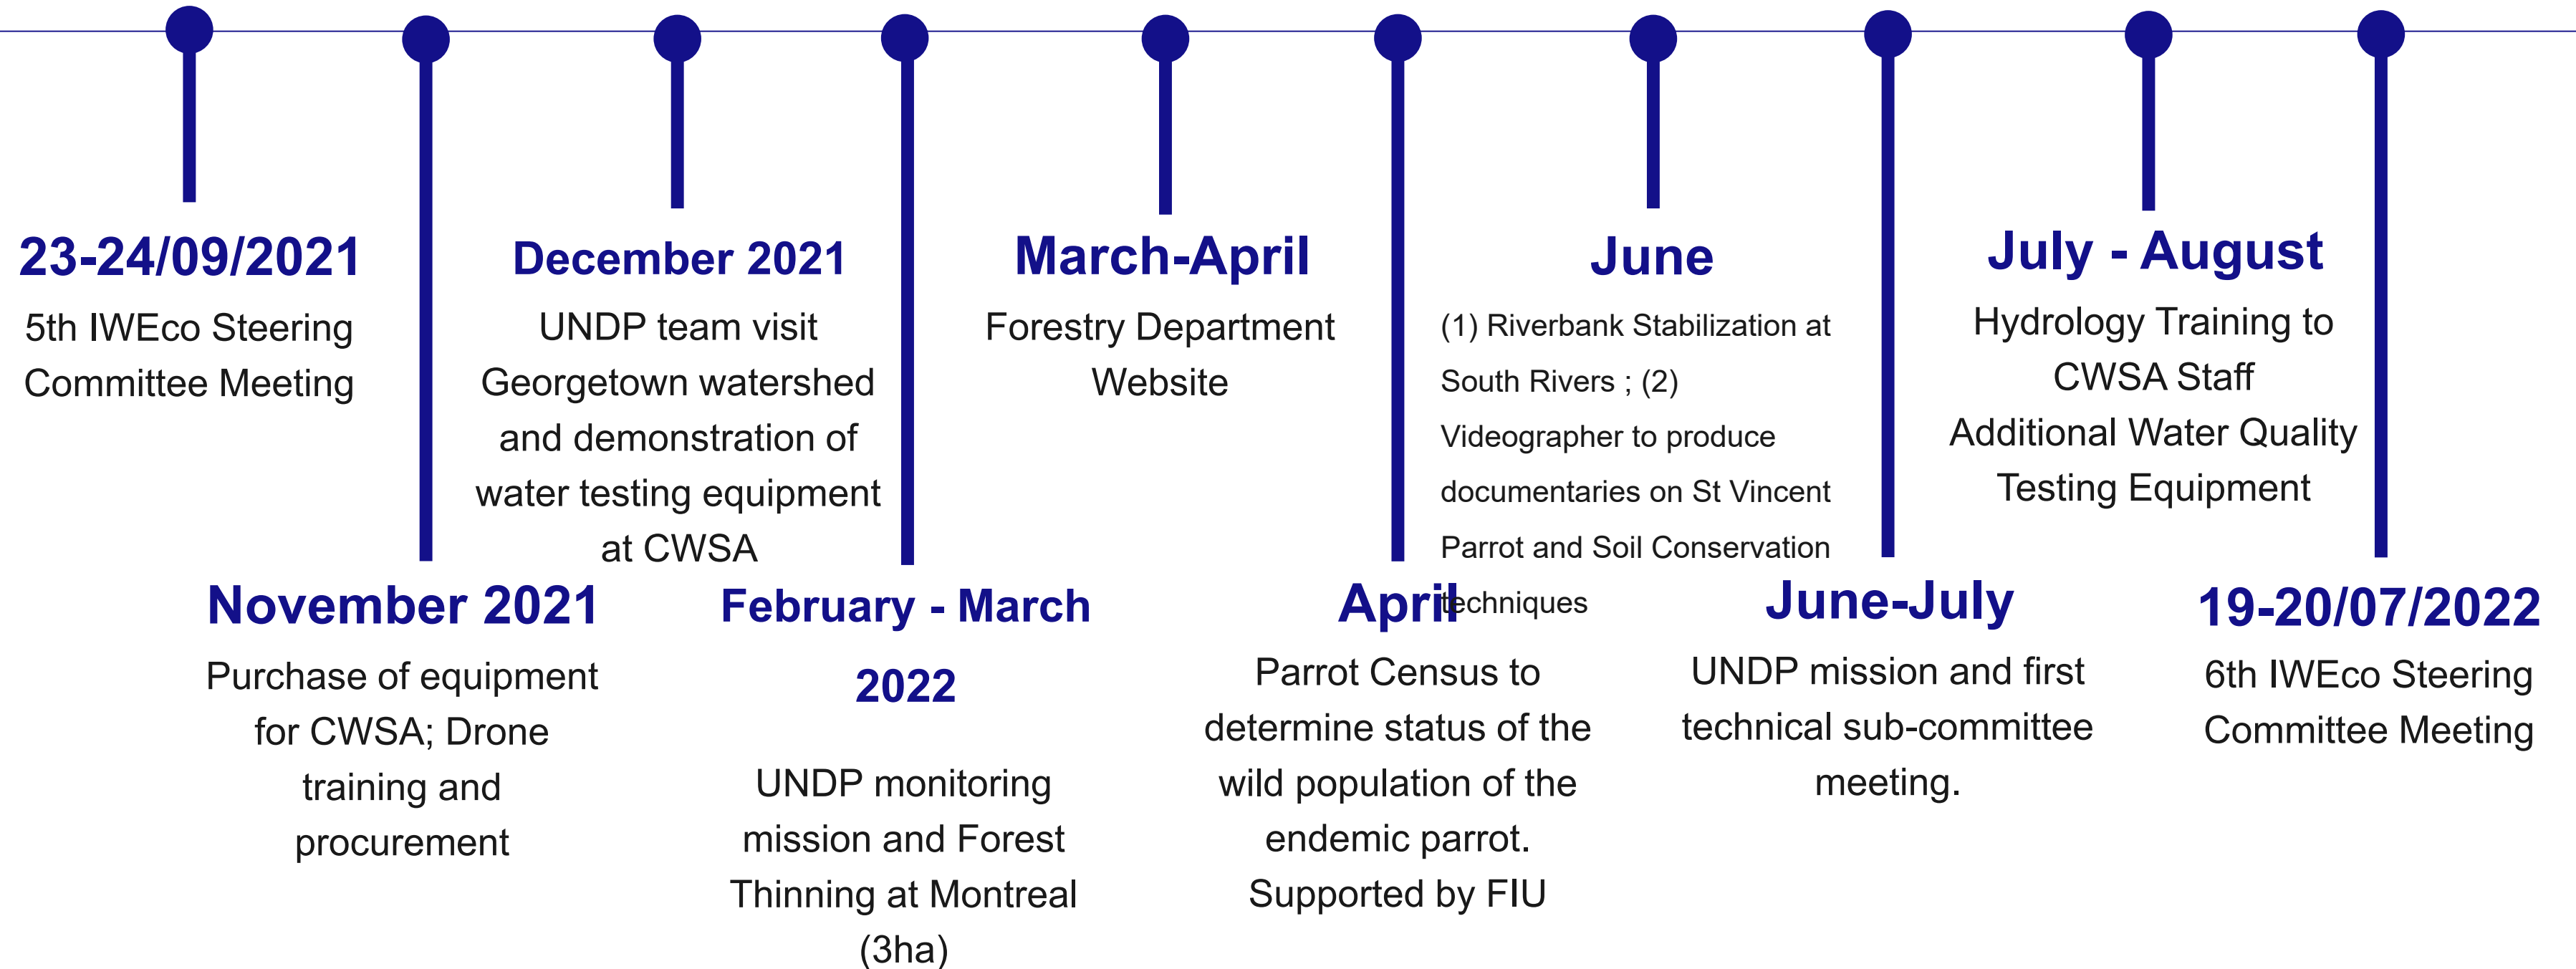 23-24/09/2021
5th IWEco Steering
Committee Meeting
November 2021
Purchase of equipment
for CWSA; Drone
training and
procurement
December 2021
UNDP team visit
Georgetown watershed
and demonstration of
water testing equipment
at CWSA
February - March
2022
UNDP monitoring
mission and Forest
Thinning at Montreal
(3ha)
March-April
Forestry Department
Website
April
Parrot Census to
determine status of the
wild population of the
endemic parrot.
Supported by FIU
June
(1) Riverbank Stabilization at
South Rivers ; (2)
Videographer to produce
documentaries on St Vincent
Parrot and Soil Conservation
techniques
June-July
UNDP mission and first
technical sub-committee
meeting.
July - August
Hydrology Training to
CWSA Staff
Additional Water Quality
Testing Equipment
19-20/07/2022
6th IWEco Steering
Committee Meeting